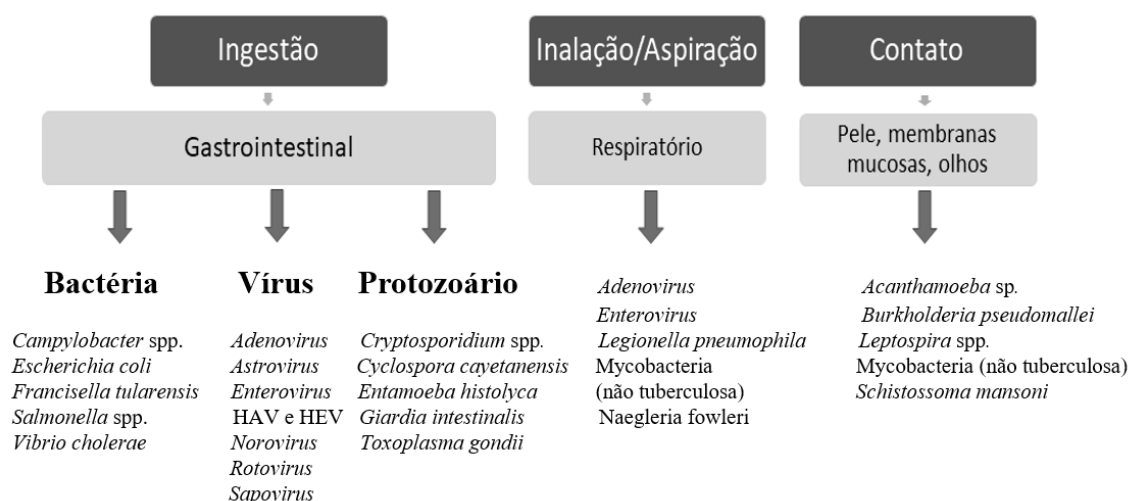 Ingestão
Gastrointestinal
Bactéria
Campylobacter spp.
Escherichia coli
Francisella tularensis
Salmonella spp.
Vibrio cholerae
Vírus
Adenovirus
Astrovirus
Enterovirus
HAV e HEV
Norovirus
Rotovirus
Sapovirus
Protozoário
Cryptosporidium spp.
Cyclospora cayetanensis
Entamoeba histolyca
Giardia intestinalis
Toxoplasma gondii
Inalação/Aspiração
Respiratório
Adenovirus
Enterovirus
Legionella pneumophila
Mycobacteria
(não tuberculosa)
Naegleria fowleri
Contato
Pele, membranas
mucosas, olhos
Acanthamoeba sp.
Burkholderia pseudomallei
Leptospira spp.
Mycobacteria (não tuberculosa)
Schistossoma mansoni